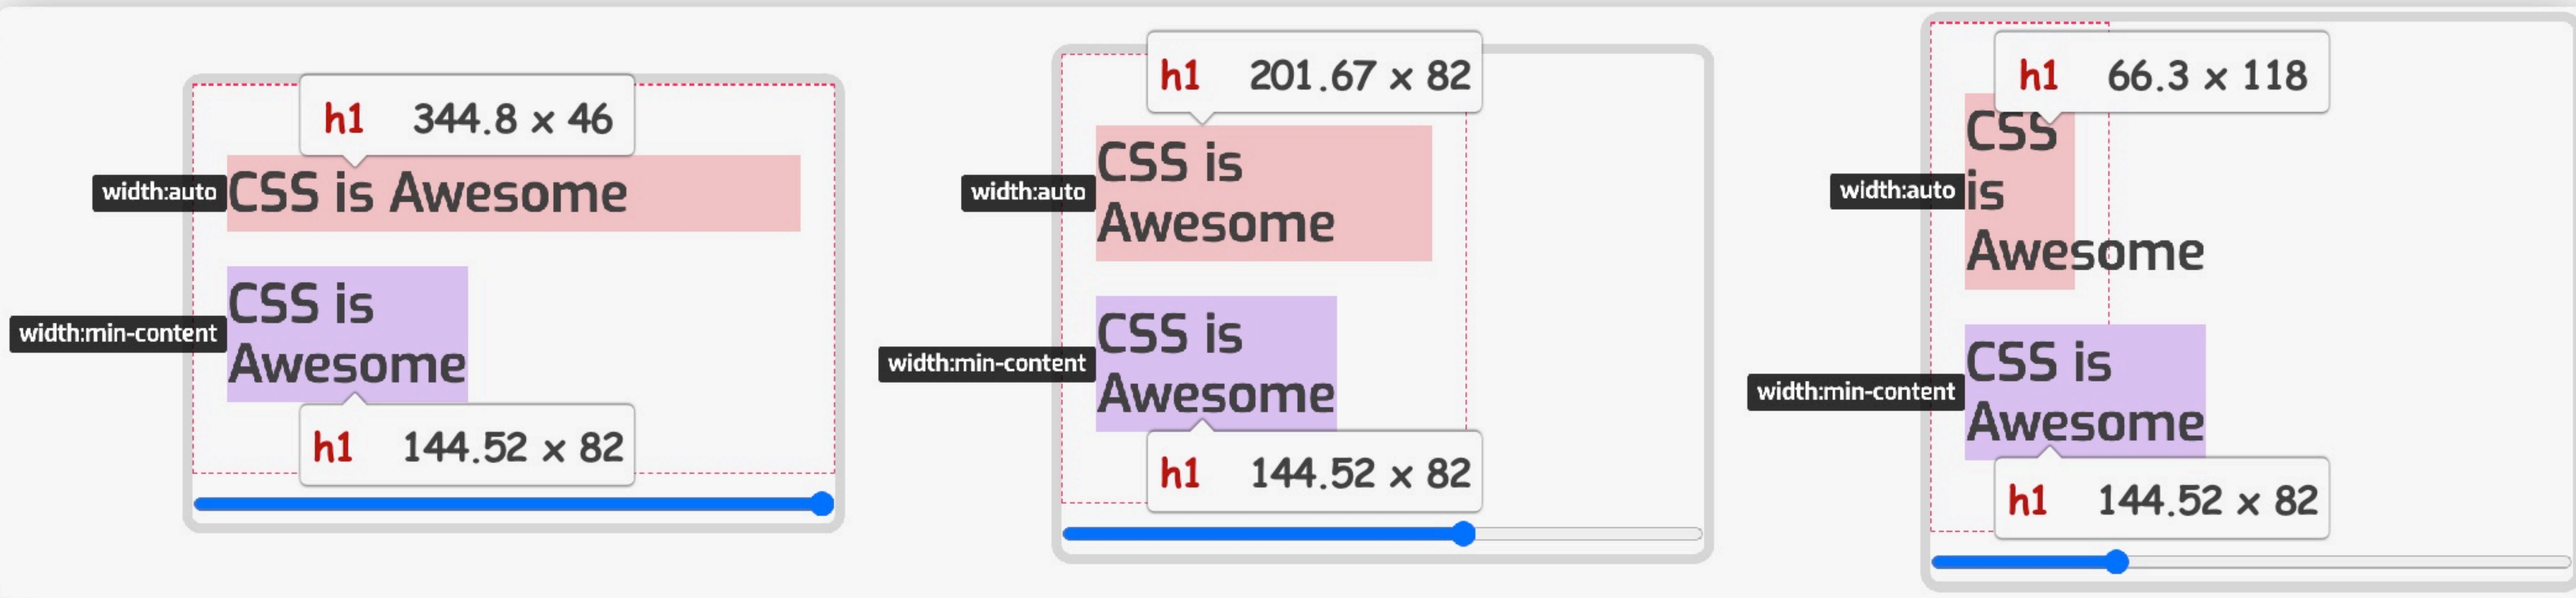 h1 344.8 x 46
width:auto
CSS is Awesome
width:min-content
CSS is
Awesome
h1 144.52 x 82
h1 201.67 x 82
width:auto
CSS is
Awesome
width:min-content
CSS is
Awesome
h1 144.52 x 82
h1 66.3 x 118
width:auto
CSS
is
Awesome
width:min-content
CSS is
Awesome
h1 144.52 x 82